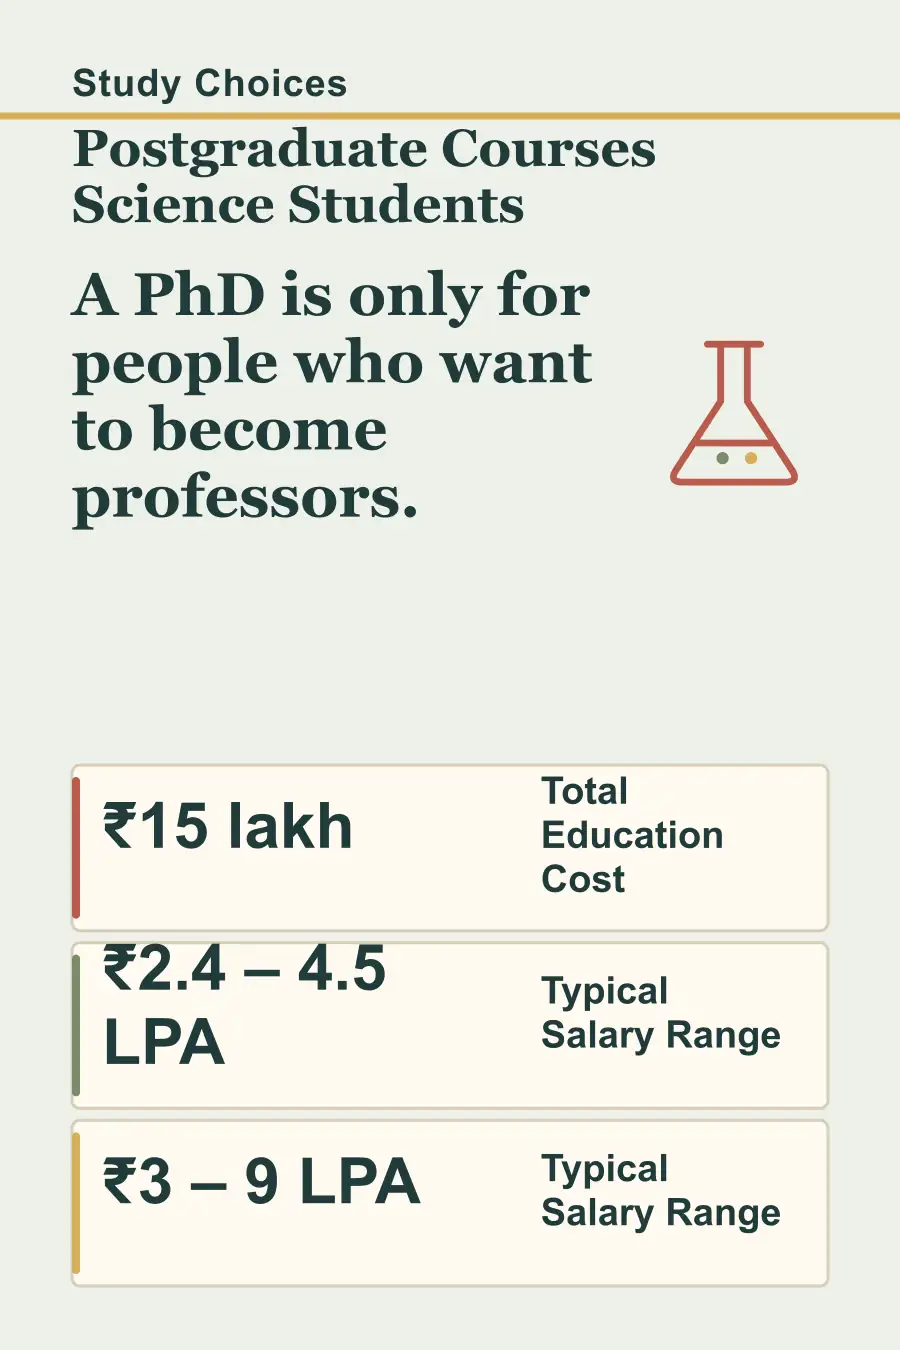 Study Choices
Postgraduate Courses
Science Students
A PhD is only for
people who want
to become
professors.
₹15 lakh
Total
Education
Cost
₹2.4 – 4.5
LPA
Typical
Salary Range
₹3 – 9 LPA
Typical
Salary Range